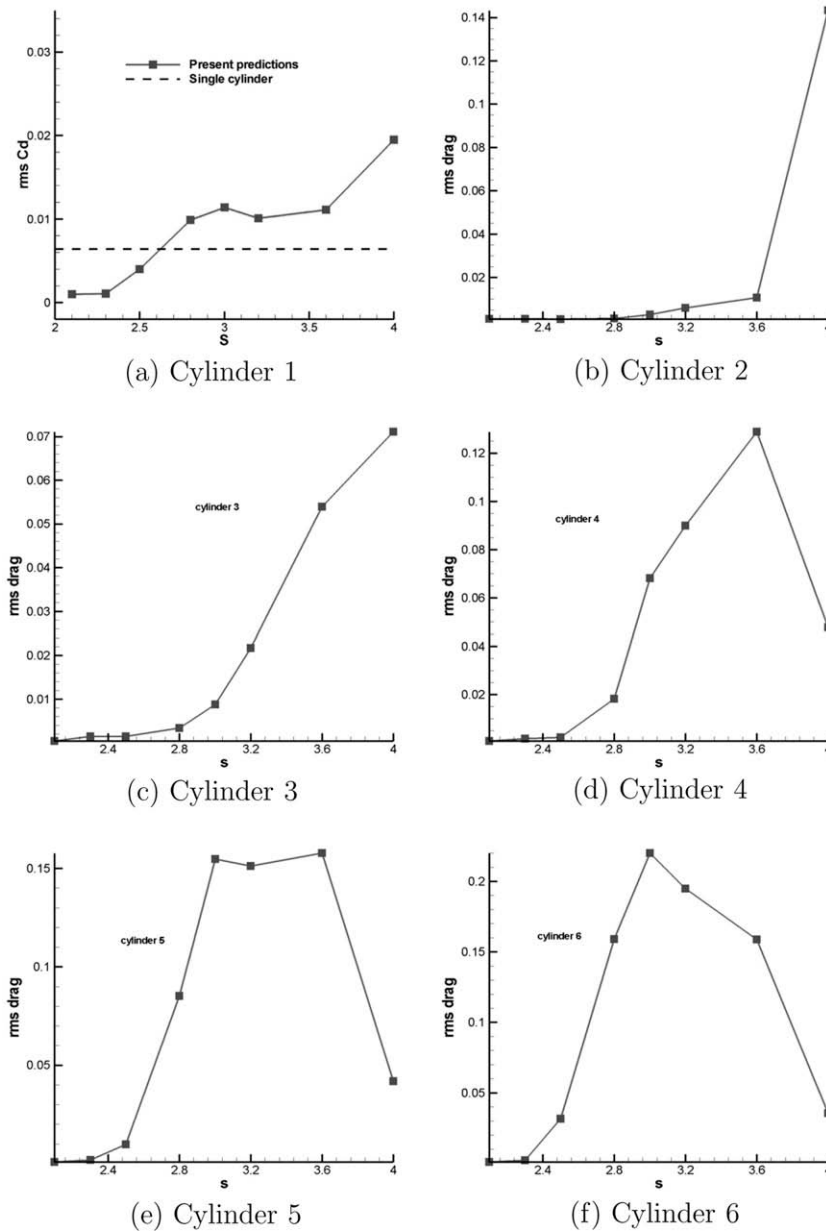 0.03
0.02
0.01
0
rms Cd
Present predictions
Single cylinder
2 2.5 3 3.5 4
S
(a) Cylinder 1
0.14
0.12
0.1
0.08
0.06
0.04
0.02
rms drag
2.4 2.8 3.2 3.6 4
s
(b) Cylinder 2
0.07
0.06
0.05
0.04
0.03
0.02
0.01
rms drag
cylinder 3
2.4 2.8 3.2 3.6 4
s
(c) Cylinder 3
0.12
0.1
0.08
0.06
0.04
0.02
rms drag
cylinder 4
2.4 2.8 3.2 3.6 4
s
(d) Cylinder 4
0.15
0.1
0.05
rms drag
cylinder 5
2.4 2.8 3.2 3.6 4
s
(e) Cylinder 5
0.2
0.15
0.1
0.05
rms drag
cylinder 6
2.4 2.8 3.2 3.6 4
s
(f) Cylinder 6